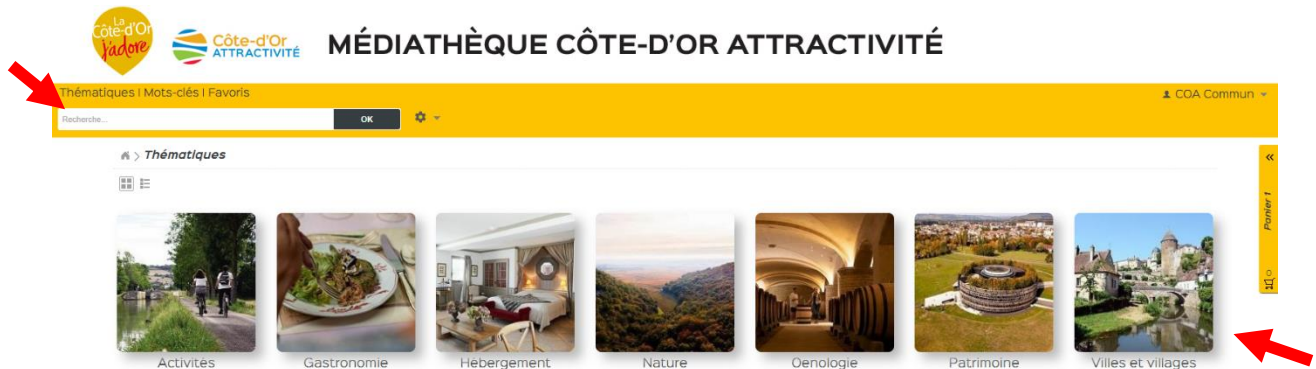 La
Côte-d'Or
j'adore
Côte-d'Or
ATTRACTIVITÉ
MÉDIATHÈQUE CÔTE-D'OR ATTRACTIVITÉ
Thématiques | Mots-clés | Favoris
COA Commun
Recherche...
OK
Thématiques
Panier 1
0
Activités
Gastronomie
Hébergement
Nature
Oenologie
Patrimoine
Villes et villages